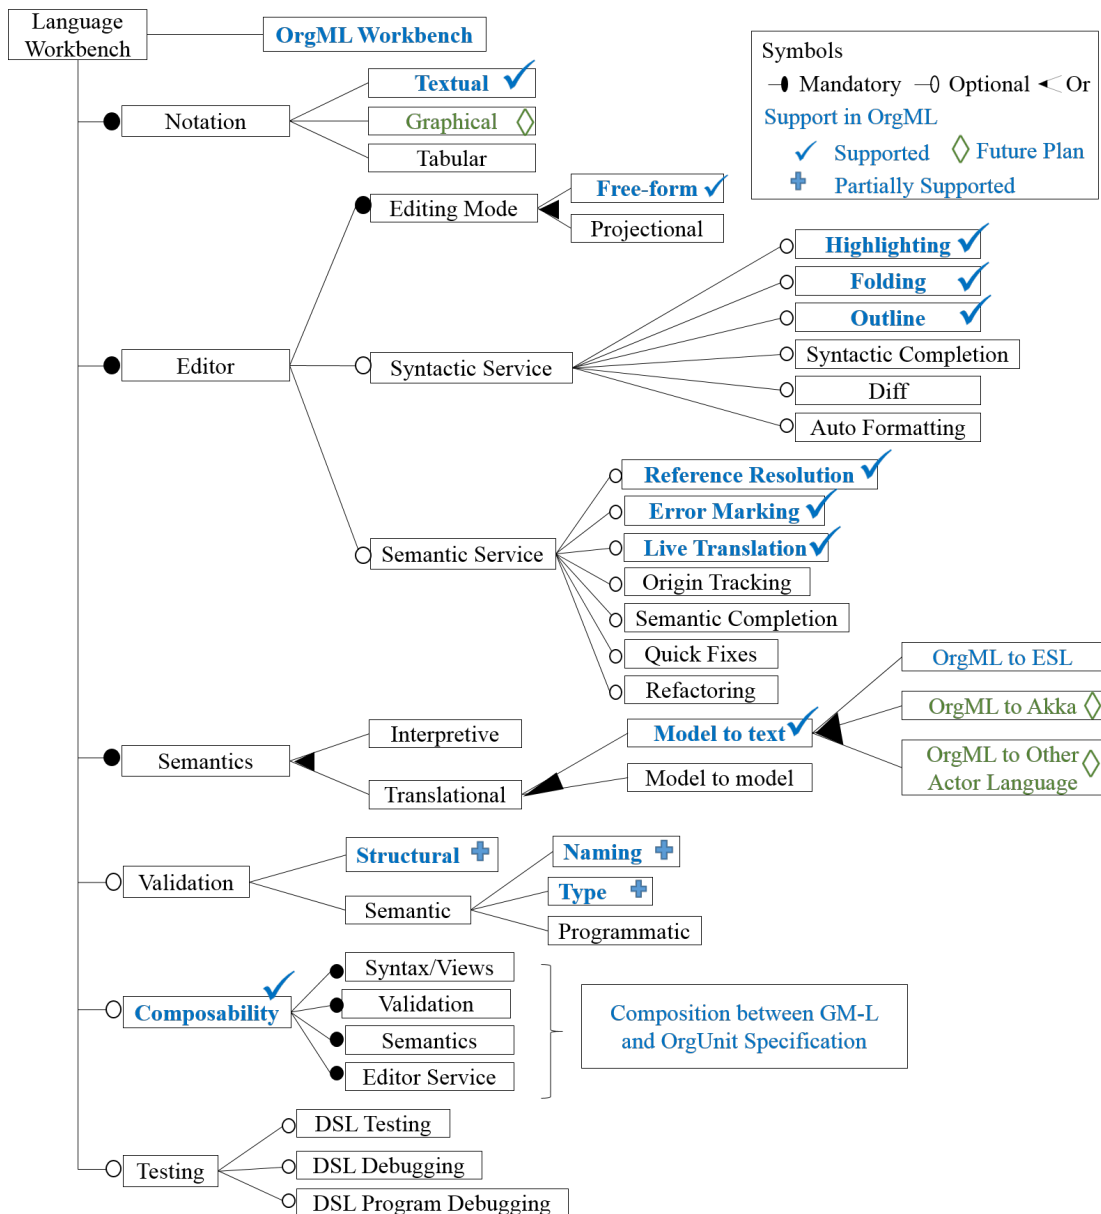 Language
Workbench
OrgML Workbench
Symbols
Mandatory
Optional
Or
Support in OrgML
Supported
Future Plan
Partially Supported
Notation
Textual
Graphical
Tabular
Editor
Editing Mode
Free-form
Projectional
Syntactic Service
Highlighting
Folding
Outline
Syntactic Completion
Diff
Auto Formatting
Semantic Service
Reference Resolution
Error Marking
Live Translation
Origin Tracking
Semantic Completion
Quick Fixes
Refactoring
Semantics
Interpretive
Translational
Model to text
Model to model
OrgML to ESL
OrgML to Akka
OrgML to Other
Actor Language
Validation
Structural
Semantic
Naming
Type
Programmatic
Composability
Syntax/Views
Validation
Semantics
Editor Service
Composition between GM-L
and OrgUnit Specification
Testing
DSL Testing
DSL Debugging
DSL Program Debugging